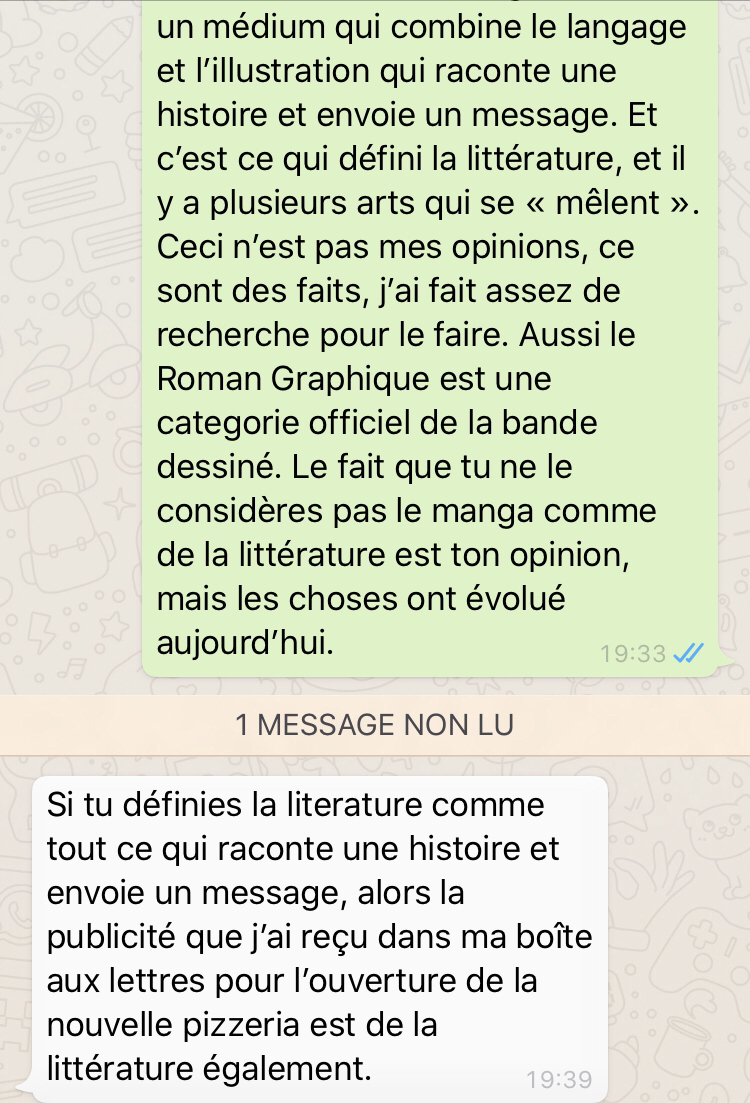 un médium qui combine le langage
et l’illustration qui raconte une
histoire et envoie un message. Et
c’est ce qui défini la littérature, et il
y a plusieurs arts qui se « mêlent ».
Ceci n’est pas mes opinions, ce
sont des faits, j’ai fait assez de
recherche pour le faire. Aussi le
Roman Graphique est une
categorie officiel de la bande
dessiné. Le fait que tu ne le
considères pas le manga comme
de la littérature est ton opinion,
mais les choses ont évolué
aujourd’hui.
19:33
1 MESSAGE NON LU
Si tu définies la literature comme
tout ce qui raconte une histoire et
envoie un message, alors la
publicité que j’ai reçu dans ma boîte
aux lettres pour l’ouverture de la
nouvelle pizzeria est de la
littérature également.
19:39